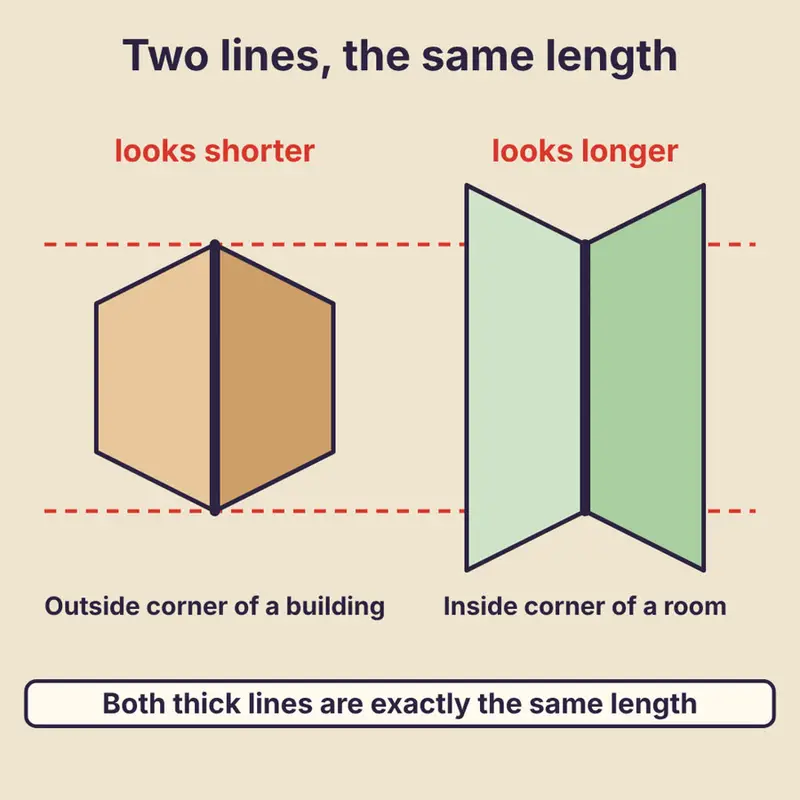 Two lines, the same length
looks shorter
looks longer
Outside corner of a building
Inside corner of a room
Both thick lines are exactly the same length